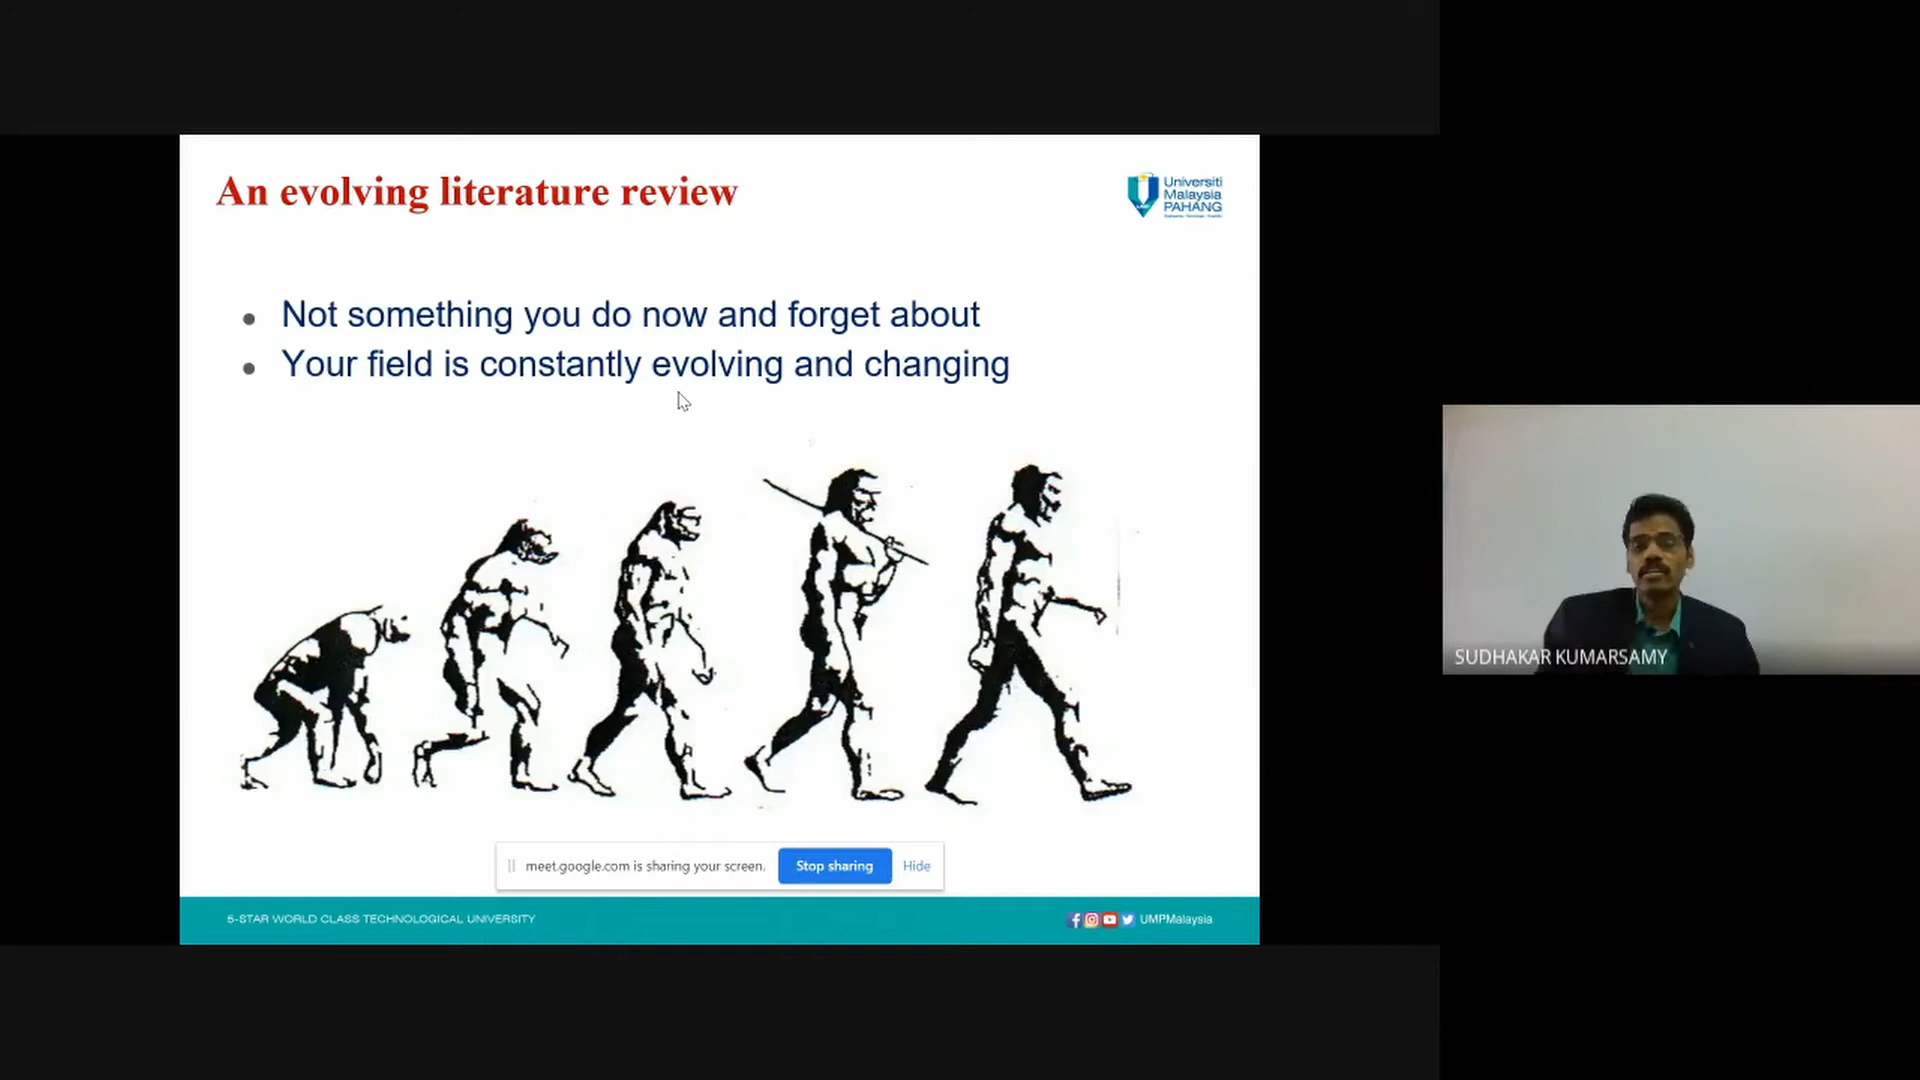 An evolving literature review
Universiti
Malaysia
PAHANG
Not something you do now and forget about
Your field is constantly evolving and changing
SUDHAKAR KUMARSAMY
meet.google.com is sharing your screen.
Stop sharing
Hide
5-STAR WORLD CLASS TECHNOLOGICAL UNIVERSITY
UMPMalaysia